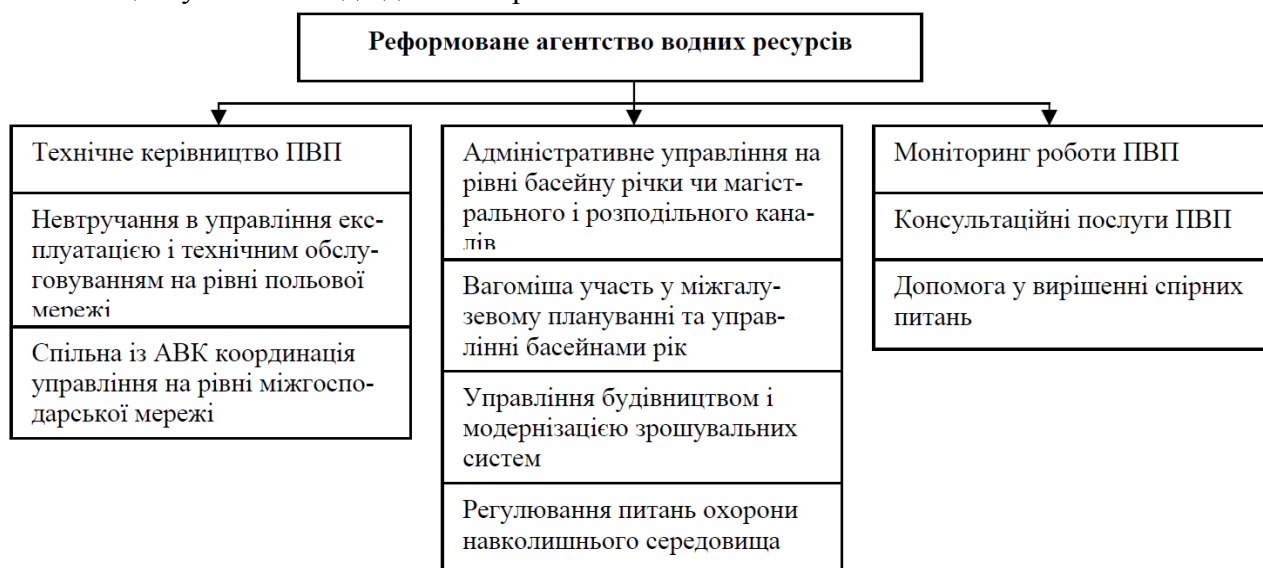 Реформоване агентство водних ресурсів
Технічне керівництво ПВП
Невтручання в управління екс-
плуатацією і технічним обслу-
говуванням на рівні польової
мережі
Спільна із АВК координація
управління на рівні міжгоспо-
дарської мережі
Адміністративне управління на
рівні басейну річки чи магіст-
рального і розподільного кана-
лів
Вагоміша участь у міжгалу-
зевому плануванні та управ-
лінні басейнами рік
Управління будівництвом і
модернізацією зрошувальних
систем
Регулювання питань охорони
навколишнього середовища
Моніторинг роботи ПВП
Консультаційні послуги ПВП
Допомога у вирішенні спірних
питань